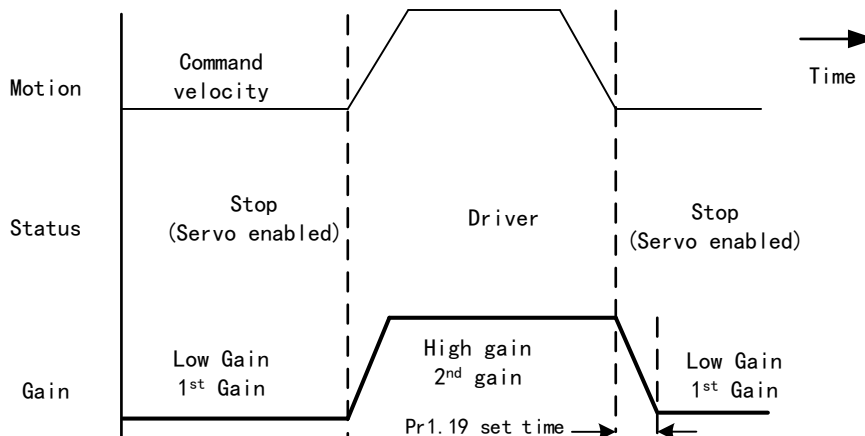 Motion
Command
velocity
Time
Status
Stop
(Servo enabled)
Driver
Stop
(Servo enabled)
Gain
Low Gain
1st Gain
High gain
2nd gain
Low Gain
1st Gain
Pr1.19 set time